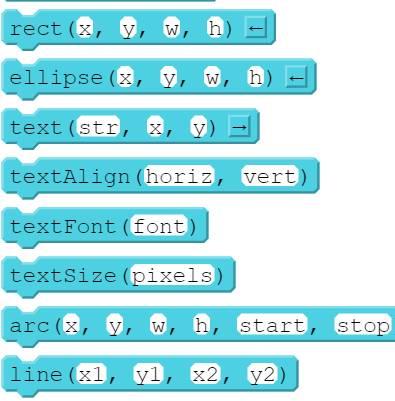 rect(x, y, w, h) ←
ellipse(x, y, w, h) ←
text(str, x, y) →
textAlign(horiz, vert)
textFont(font)
textSize(pixels)
arc(x, y, w, h, start, stop
line(x1, y1, x2, y2)